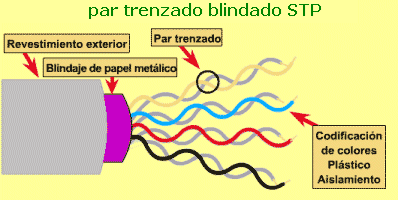 par trenzado blindado STP
Revestimiento exterior
Par trenzado
Blindaje de papel metálico
Codificación
de colores
Plástico
Aislamiento